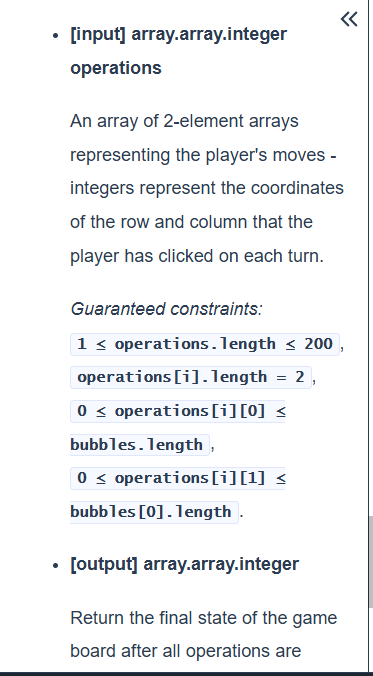 [input] array.array.integer
operations
An array of 2-element arrays
representing the player's moves -
integers represent the coordinates
of the row and column that the
player has clicked on each turn.
Guaranteed constraints:
1 ≤ operations.length ≤ 200 ,
operations[i].length = 2 ,
0 ≤ operations[i][0] ≤
bubbles.length ,
0 ≤ operations[i][1] ≤
bubbles[0].length .
[output] array.array.integer
Return the final state of the game
board after all operations are